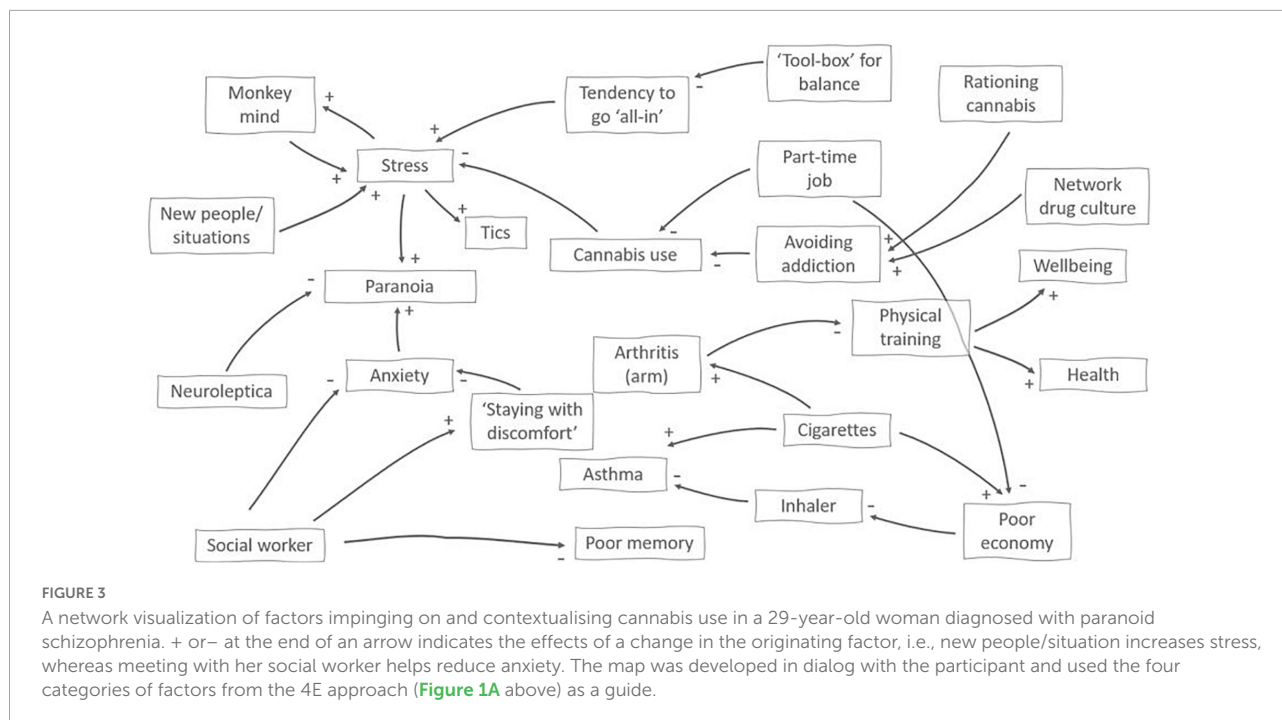 'Tool-box' for
balance
Rationing
cannabis
Monkey
mind
+
Tendency to
go 'all-in'
-
+
Stress
-
Part-time
job
Network
drug culture
+
+
New people/
situations
+
Tics
Cannabis use
-
-
Avoiding
addiction
+
+
Wellbeing
+
+
Paranoia
-
+
Physical
training
-
Arthritis
(arm)
+
Health
+
Neuroleptica
Anxiety
-
-
'Staying with
discomfort'
+
Cigarettes
+
Asthma
-
Inhaler
-
+
-
Poor
economy
Social worker
Poor memory
-
FIGURE 3
A network visualization of factors impinging on and contextualising cannabis use in a 29-year-old woman diagnosed with paranoid
schizophrenia. + or– at the end of an arrow indicates the effects of a change in the originating factor, i.e., new people/situation increases stress,
whereas meeting with her social worker helps reduce anxiety. The map was developed in dialog with the participant and used the four
categories of factors from the 4E approach (Figure 1A above) as a guide.